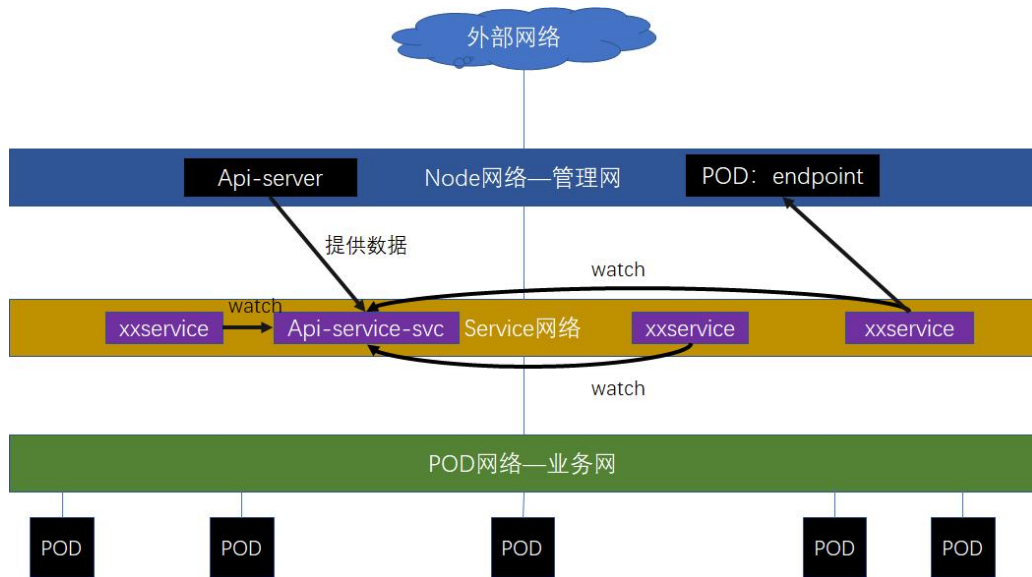 外部网络
Api-server
Node网络—管理网
POD：endpoint
提供数据
watch
watch
xxservice
Api-service-svc
Service网络
xxservice
xxservice
watch
POD网络—业务网
POD
POD
POD
POD
POD